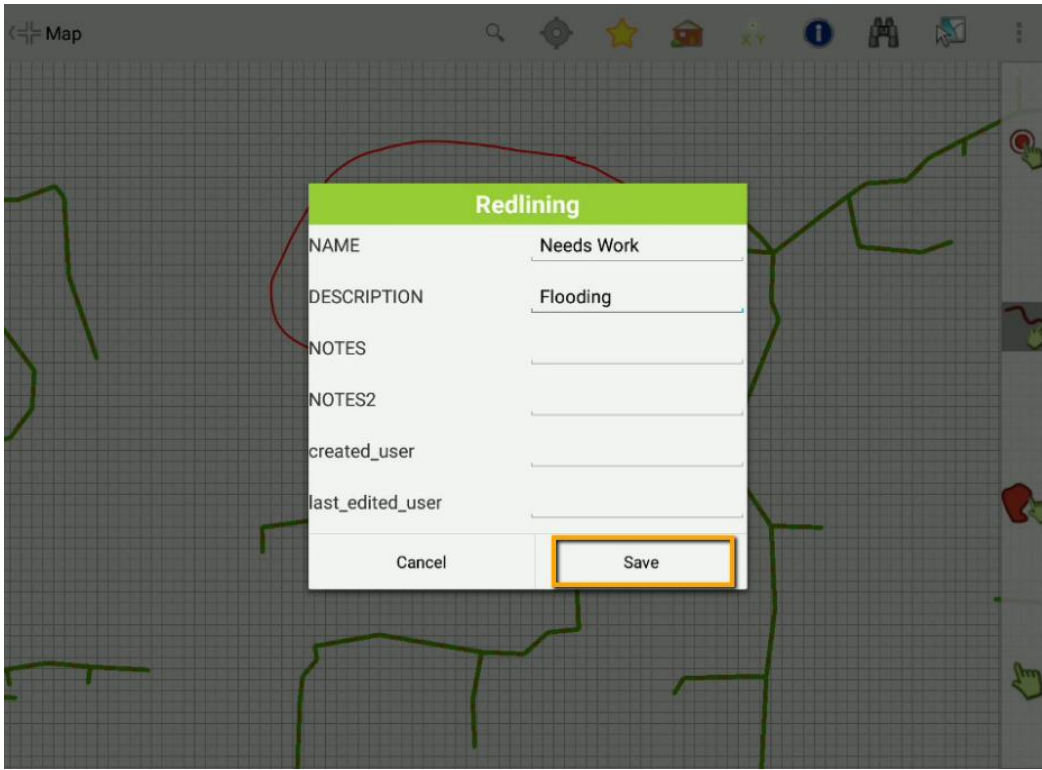 Map
X Y
Redlining
NAME Needs Work
DESCRIPTION Flooding
NOTES
NOTES2
created_user
last_edited_user
Cancel Save